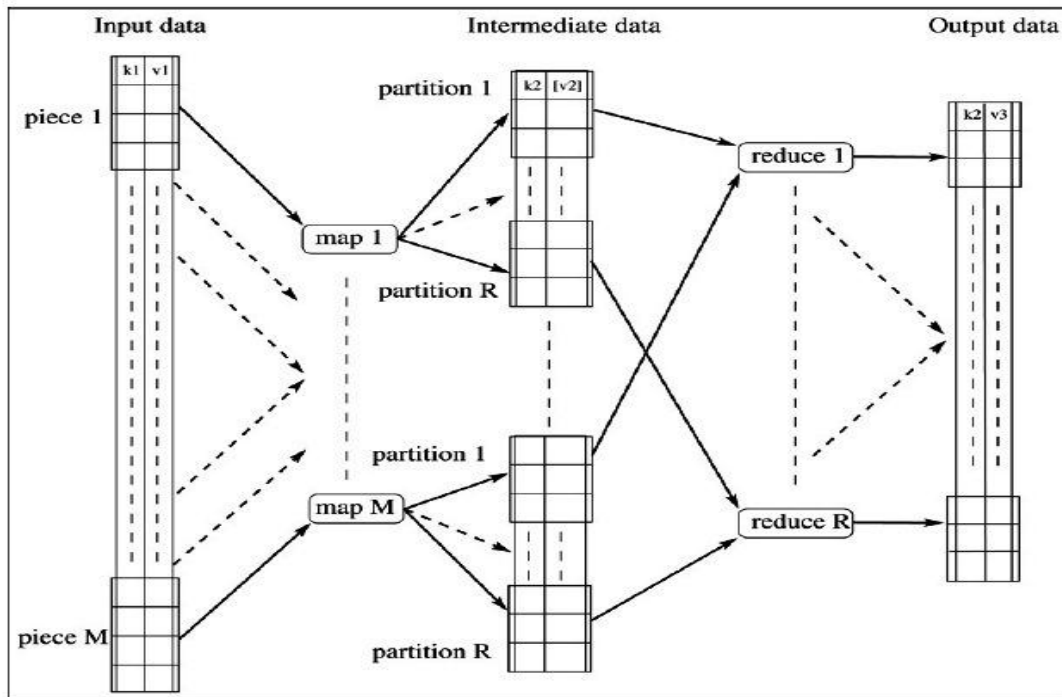 Input data
Intermediate data
Output data
k1 v1
piece 1
partition 1
k2 [v2]
k2 v3
reduce 1
map 1
partition R
partition 1
map M
reduce R
piece M
partition R